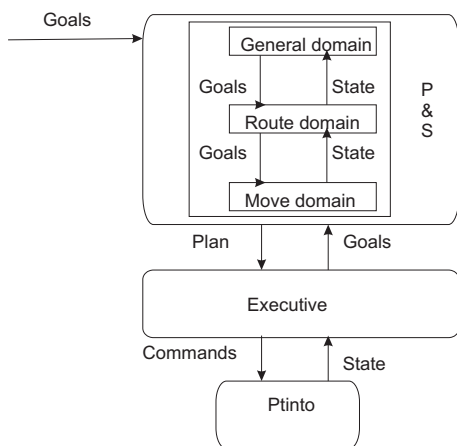 Goals
General domain
Goals State
P
&
S
Route domain
Goals State
Move domain
Plan Goals
Executive
Commands State
Ptinto